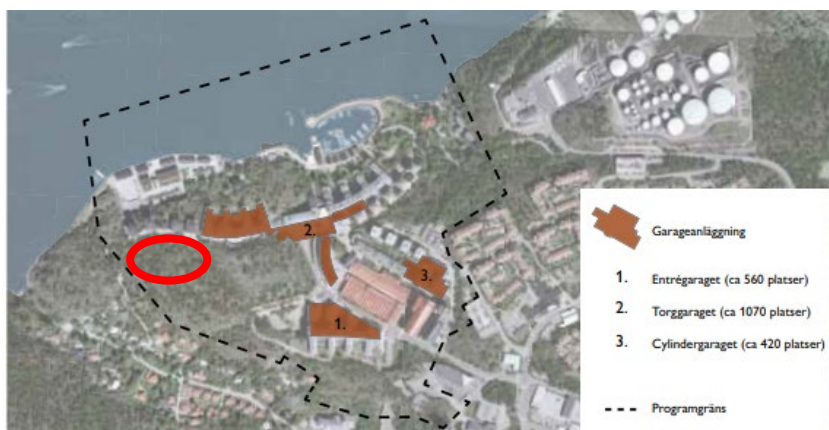 2.
3.
1.
Garageanläggning
1. Entrégaraget (ca 560 platser)
2. Torggaraget (ca 1070 platser)
3. Cylindergaraget (ca 420 platser)
Programgräns